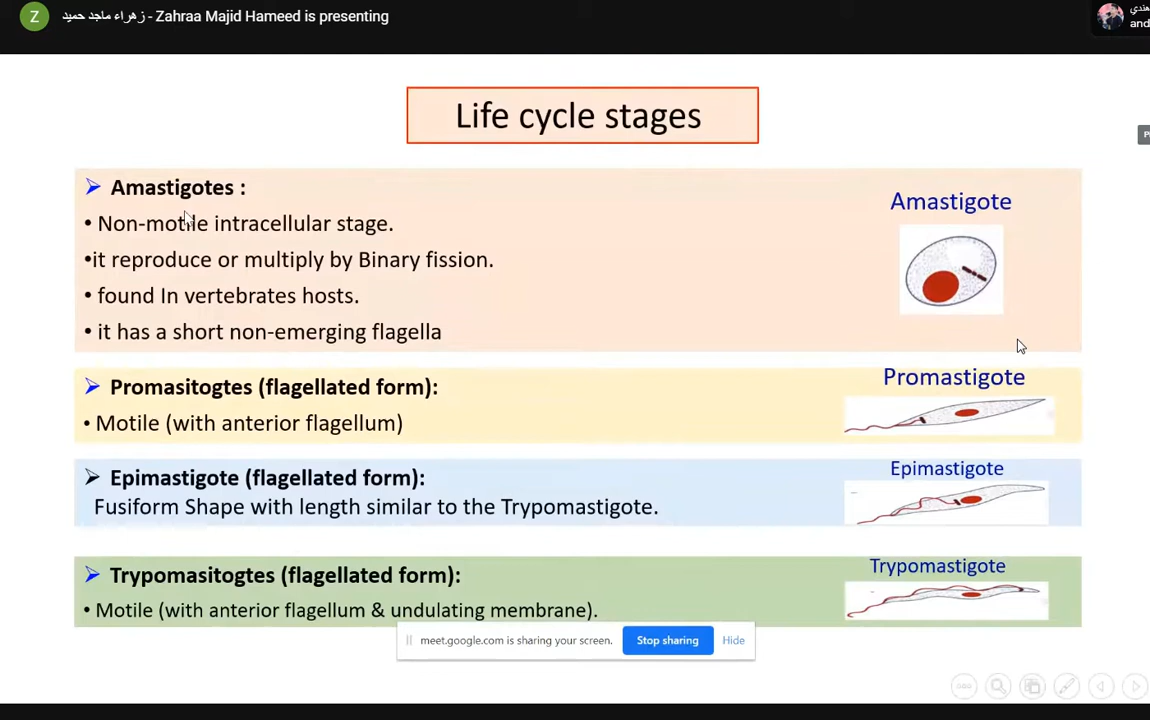 Z
زهراء ماجد حميد - Zahraa Majid Hameed is presenting
and
Life cycle stages
➢ Amastigotes :
• Non-motile intracellular stage.
•it reproduce or multiply by Binary fission.
• found In vertebrates hosts.
• it has a short non-emerging flagella
Amastigote
➢ Promasitogtes (flagellated form):
• Motile (with anterior flagellum)
Promastigote
➢ Epimastigote (flagellated form):
Fusiform Shape with length similar to the Trypomastigote.
Epimastigote
➢ Trypomasitogtes (flagellated form):
• Motile (with anterior flagellum & undulating membrane).
Trypomastigote
meet.google.com is sharing your screen. Stop sharing Hide